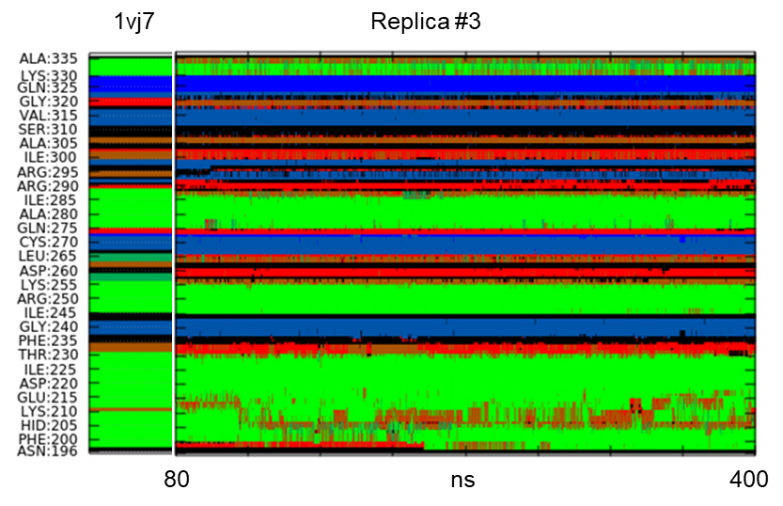 1vj7
Replica #3
ALA:335
LYS:330
GLN:325
GLY:320
VAL:315
SER:310
ALA:305
ILE:300
ARG:295
ARG:290
ILE:285
ALA:280
GLN:275
CYS:270
LEU:265
ASP:260
LYS:255
ARG:250
ILE:245
GLY:240
PHE:235
THR:230
ILE:225
ASP:220
GLU:215
LYS:210
HID:205
PHE:200
ASN:196
80
ns
400